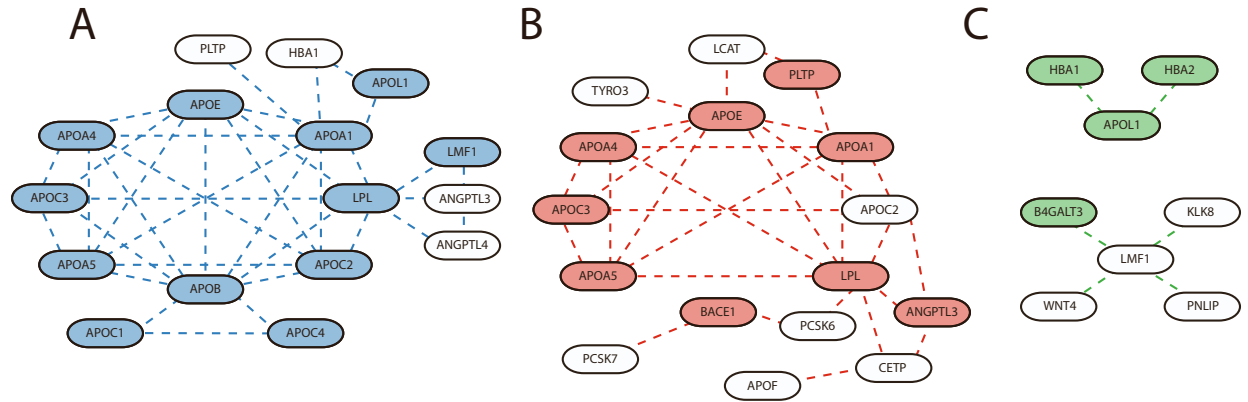 A
PLTP
HBA1
APOL1
APOE
APOA4
APOA1
LMF1
APOC3
LPL
ANGPTL3
ANGPTL4
APOA5
APOC2
APOB
APOC1
APOC4
B
LCAT
PLTP
TYRO3
APOE
APOA4
APOA1
APOC3
APOC2
APOA5
LPL
BACE1
PCSK6
ANGPTL3
PCSK7
CETP
APOF
C
HBA1
HBA2
APOL1
B4GALT3
KLK8
LMF1
WNT4
PNLIP